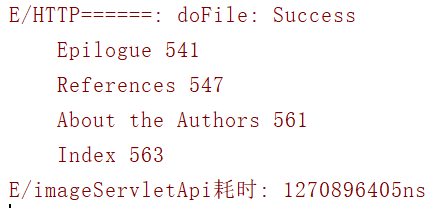 E/HTTP======: doFile: Success
Epilogue 541
References 547
About the Authors 561
Index 563
E/imageServletApi耗时: 1270896405ns